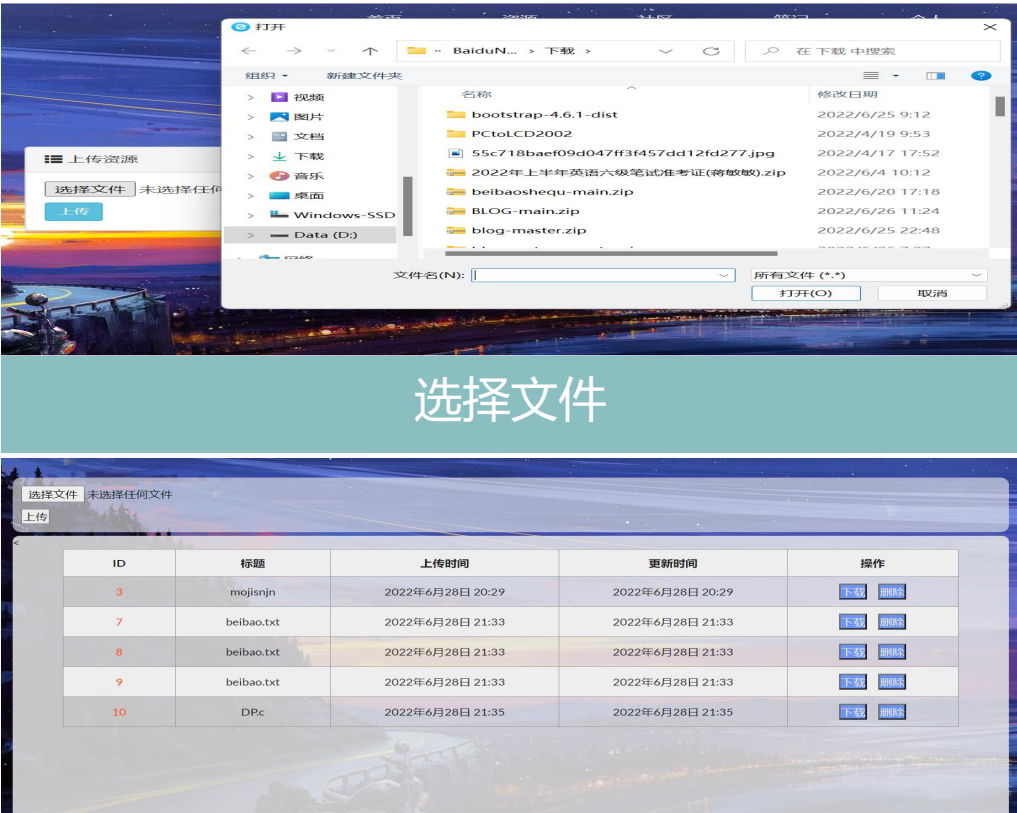 打开
BaiduN... › 下载 ›
在 下载 中搜索
组织
新建文件夹
名称
修改日期
视频
图片
文档
下载
音乐
桌面
Windows-SSD
Data (D:)
bootstrap-4.6.1-dist 2022/6/25 9:12
PCtoLCD2002 2022/4/19 9:53
55c718baef09d047ff3f457dd12fd277.jpg 2022/4/17 17:52
2022年上半年英语六级笔试准考证(蒋敏敏).zip 2022/6/4 10:12
beibaoshequ-main.zip 2022/6/20 17:18
BLOG-main.zip 2022/6/26 11:24
blog-master.zip 2022/6/25 22:48
文件名(N):
所有文件 (*.*)
打开(O) 取消
上传资源
选择文件 未选择任何
上传
选择文件
选择文件 未选择任何文件
上传
<
ID 标题 上传时间 更新时间 操作
3 mojisnjn 2022年6月28日 20:29 2022年6月28日 20:29 下载 删除
7 beibao.txt 2022年6月28日 21:33 2022年6月28日 21:33 下载 删除
8 beibao.txt 2022年6月28日 21:33 2022年6月28日 21:33 下载 删除
9 beibao.txt 2022年6月28日 21:33 2022年6月28日 21:33 下载 删除
10 DP.c 2022年6月28日 21:35 2022年6月28日 21:35 下载 删除